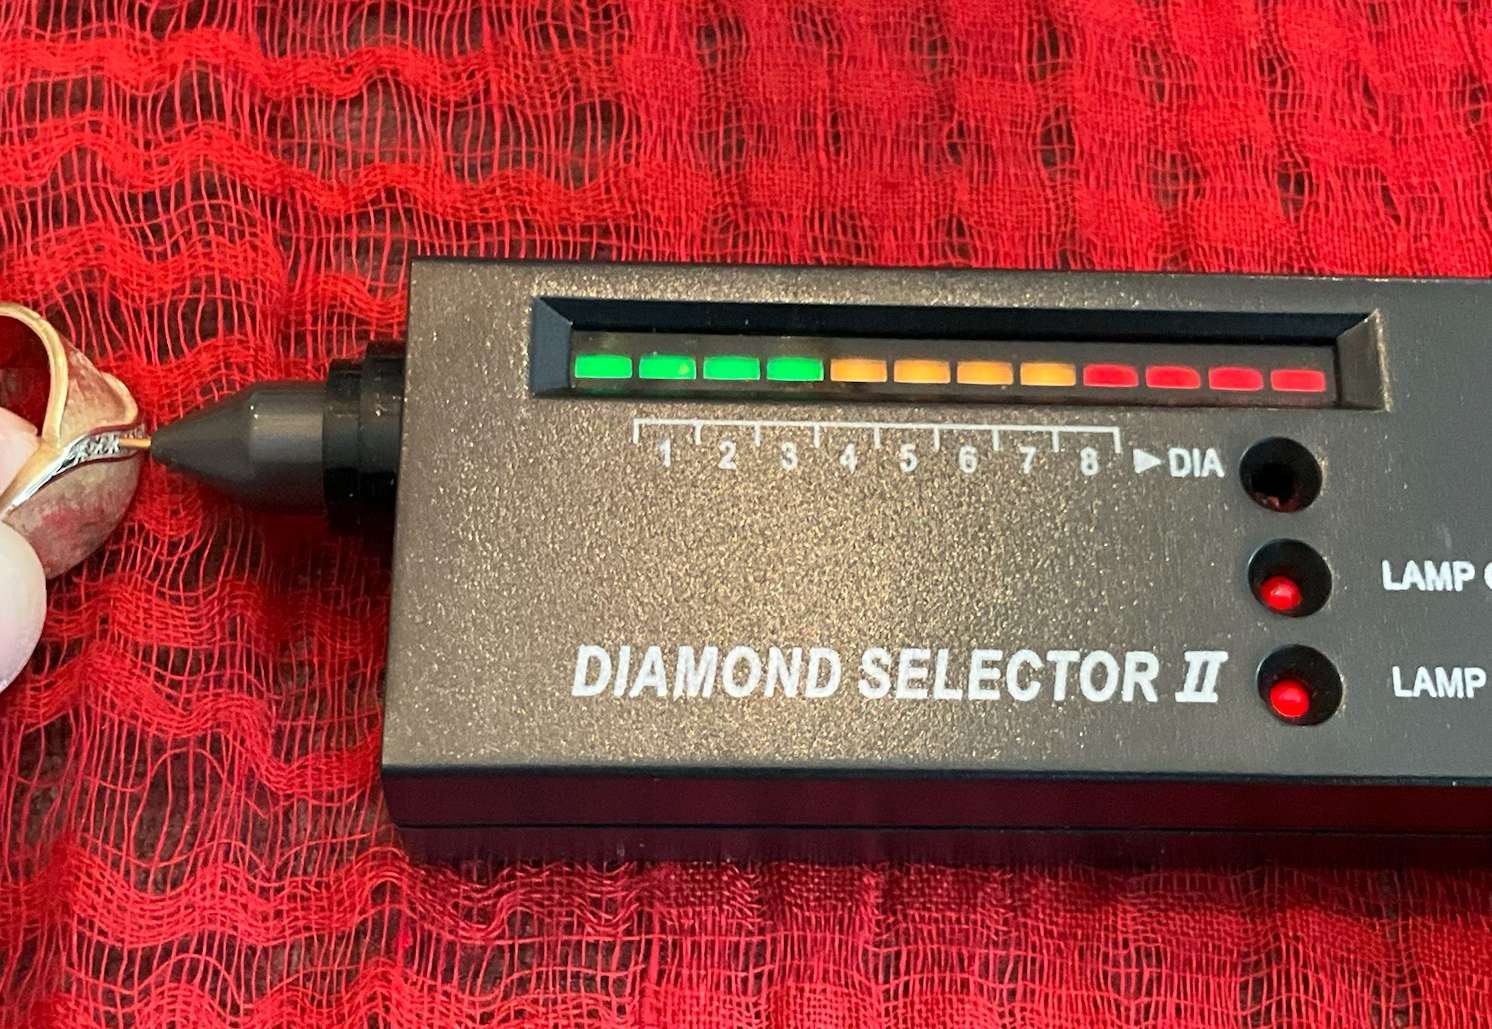 1 2 3 4 5 6 7 8 ▶DIA
LAMP
DIAMOND SELECTOR II
LAMP